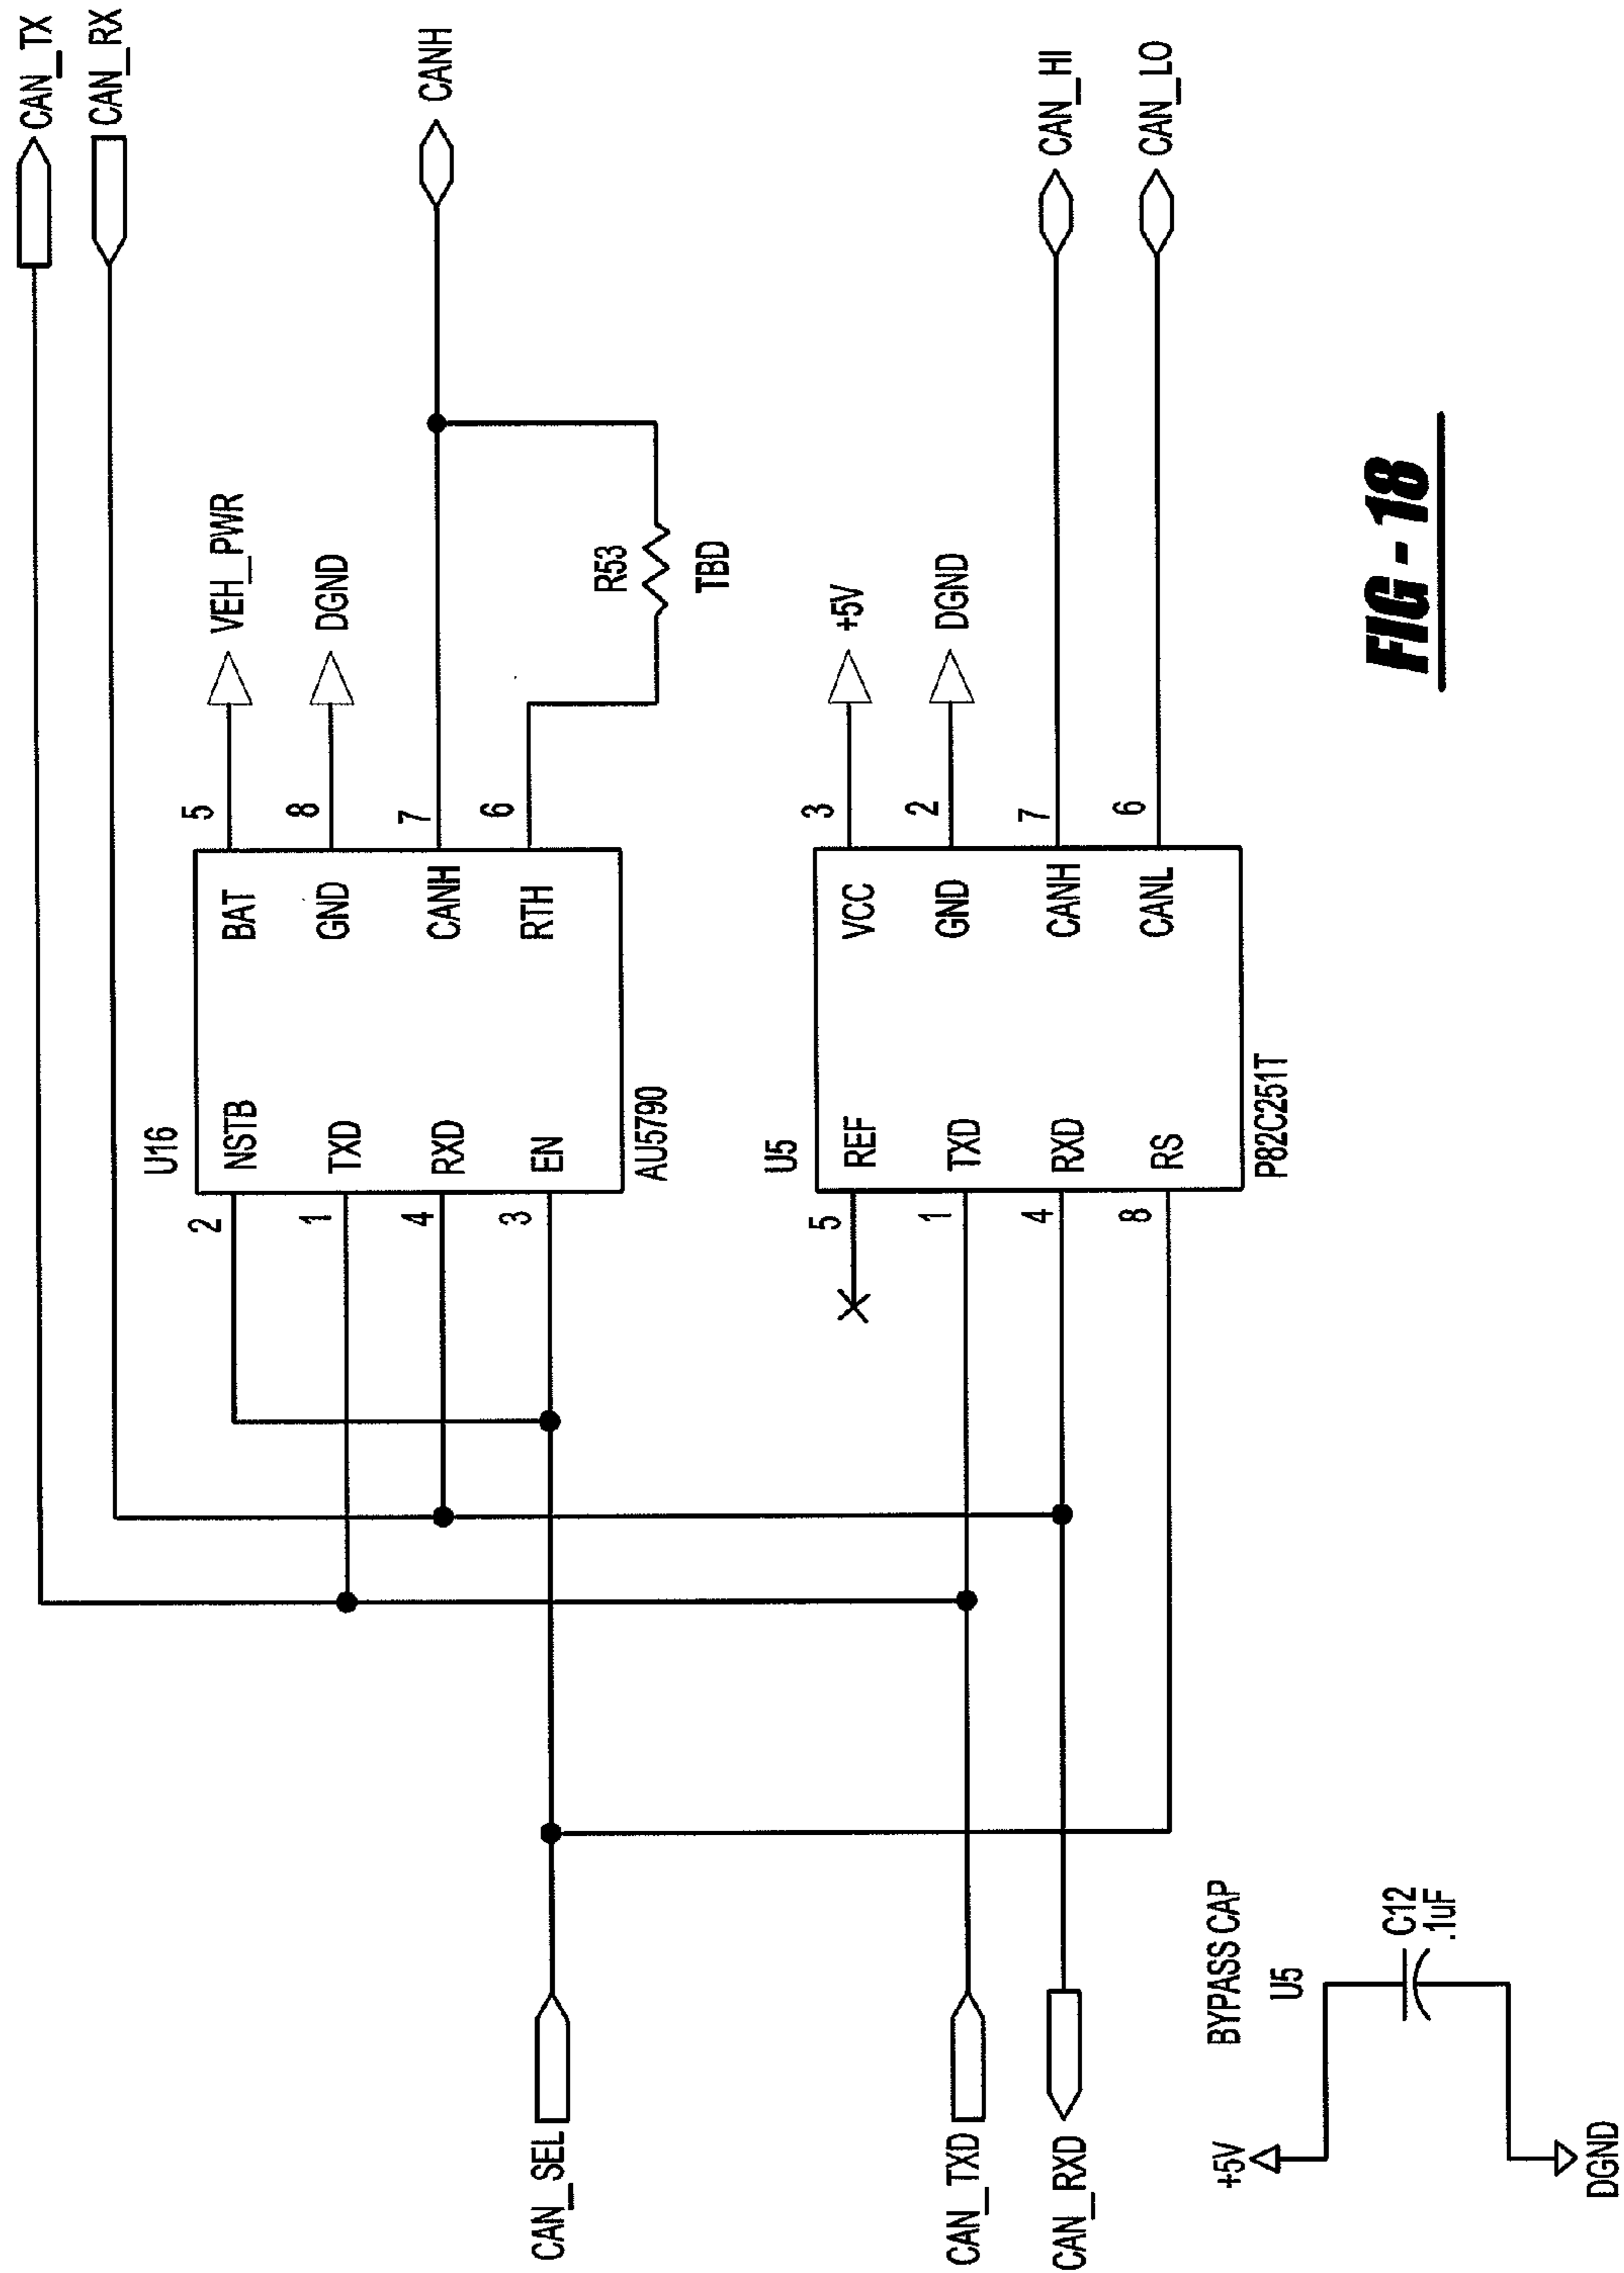 CAN_TX
CAN_RX
U16
2 NSTB BAT 5 VEH_PWR
1 TXD GND 8 DGND
4 RXD CANH 7 CANH
3 EN RTH 6
AU5790
R53
TBD
CAN_SEL
U5
5 REF VCC 3 +5V
1 TXD GND 2 DGND
4 RXD CANH 7 CAN_HI
8 RS CANL 6 CAN_LO
P82C251T
CAN_TXD
CAN_RXD
BYPASS CAP
+5V
U5
C12
.1uF
DGND
FIG - 18